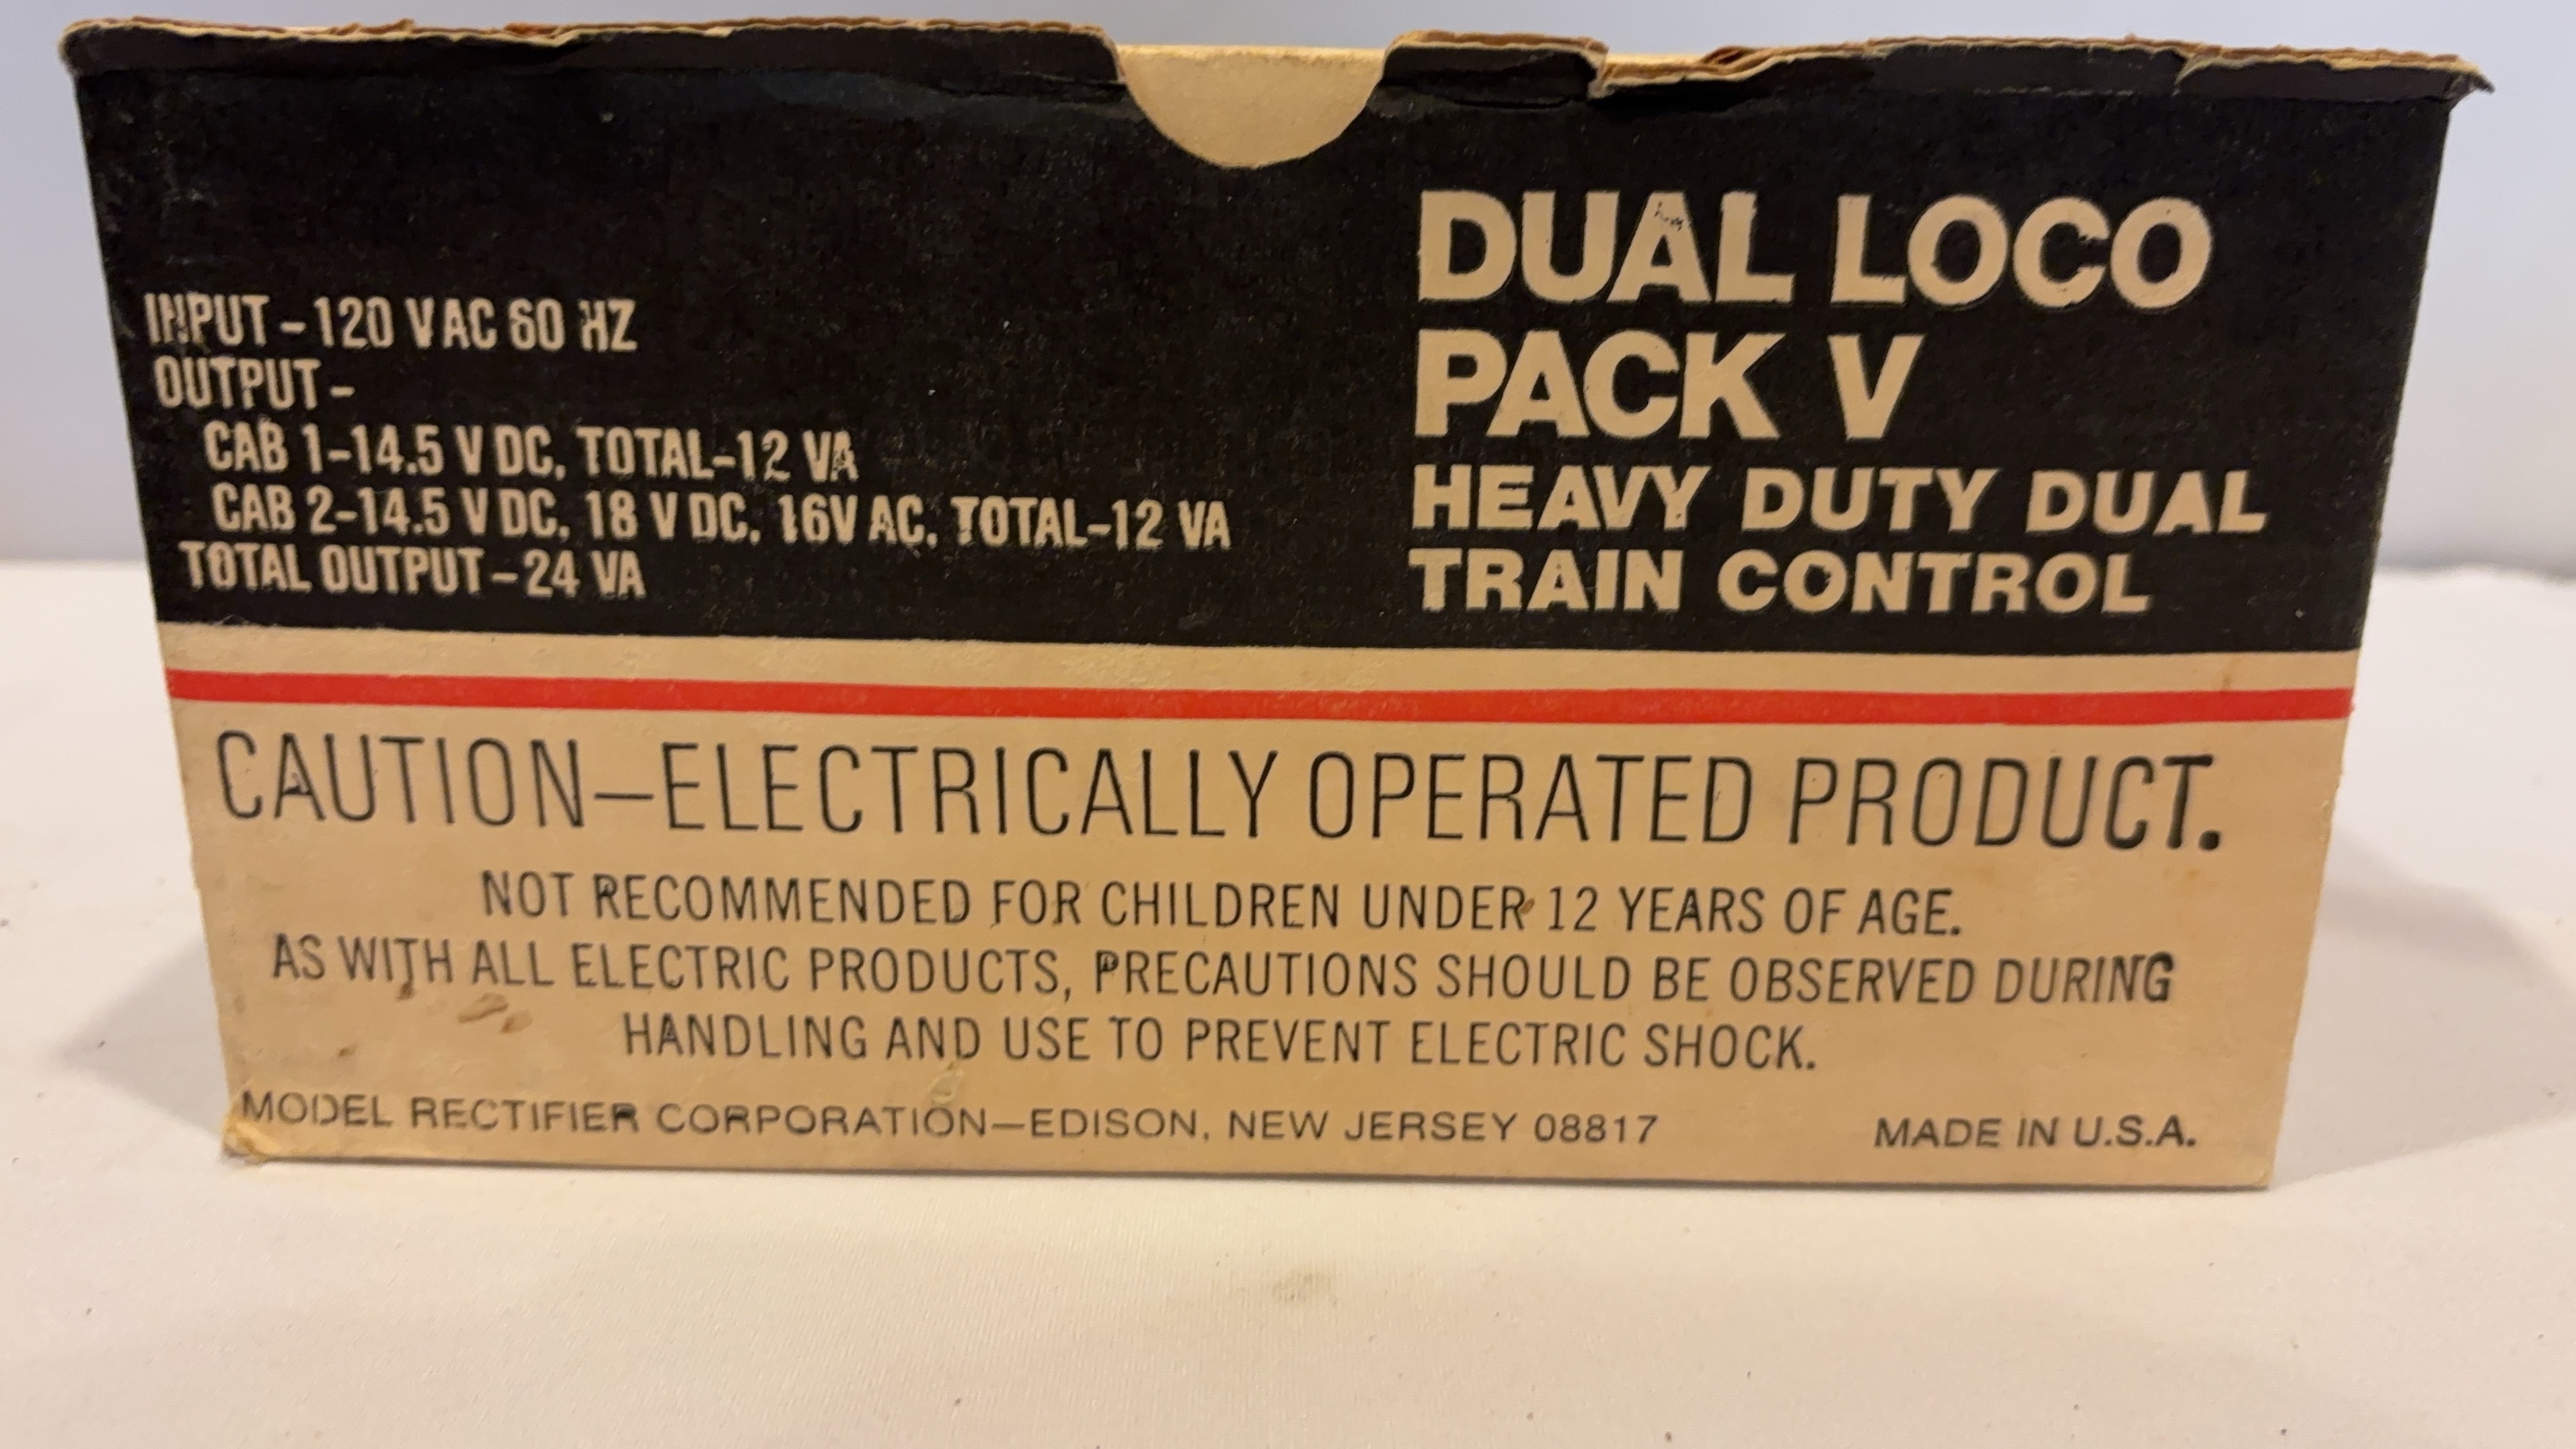 INPUT - 120 V AC 60 HZ
OUTPUT -
CAB 1-14.5 V DC, TOTAL-12 VA
CAB 2-14.5 V DC, 18 V DC, 16V AC, TOTAL-12 VA
TOTAL OUTPUT - 24 VA
DUAL LOCO
PACK V
HEAVY DUTY DUAL
TRAIN CONTROL
CAUTION—ELECTRICALLY OPERATED PRODUCT.
NOT RECOMMENDED FOR CHILDREN UNDER 12 YEARS OF AGE.
AS WITH ALL ELECTRIC PRODUCTS, PRECAUTIONS SHOULD BE OBSERVED DURING
HANDLING AND USE TO PREVENT ELECTRIC SHOCK.
MODEL RECTIFIER CORPORATION—EDISON, NEW JERSEY 08817
MADE IN U.S.A.